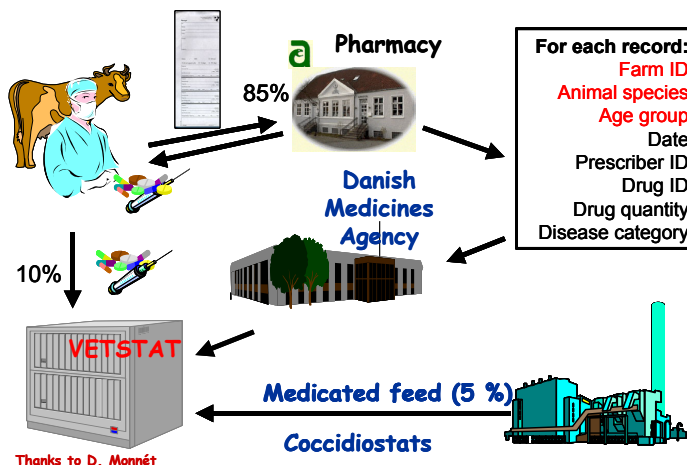 a
Pharmacy
85%
For each record:
Farm ID
Animal species
Age group
Date
Prescriber ID
Drug ID
Drug quantity
Disease category
Danish
Medicines
Agency
10%
VETSTAT
Medicated feed (5 %)
Coccidiostats
Thanks to D. Monnét